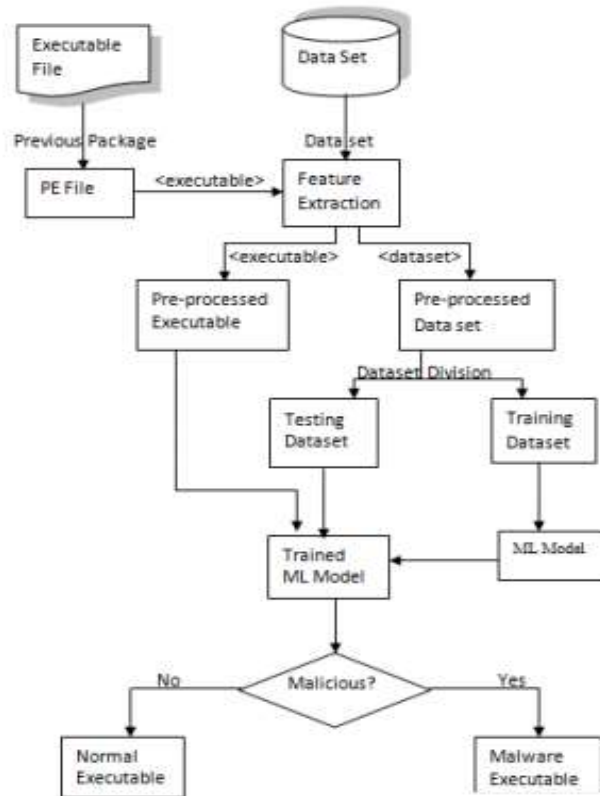 Executable
File
Data Set
Previous Package
Data set
PE File
<executable>
Feature
Extraction
<executable>
<dataset>
Pre-processed
Executable
Pre-processed
Data set
Dataset Division
Testing
Dataset
Training
Dataset
Trained
ML Model
ML Model
Malicious?
No
Yes
Normal
Executable
Malware
Executable